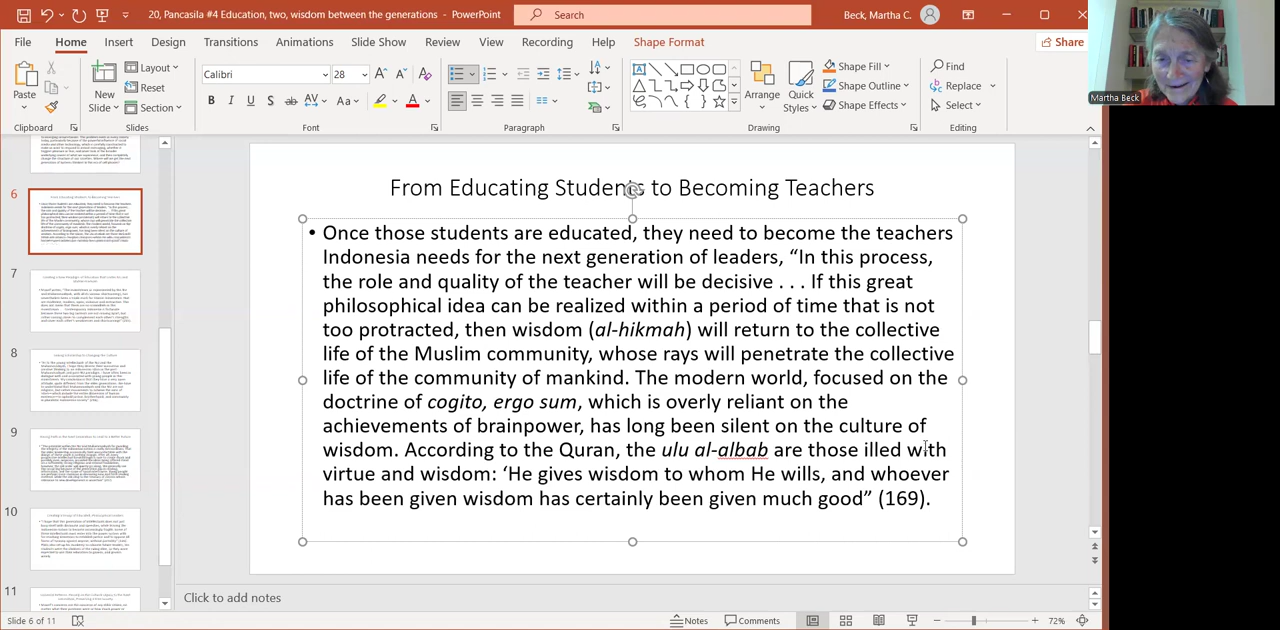 20, Pancasila #4 Education, two, wisdom between the generations - PowerPoint
Search
Beck, Martha C.
File Home Insert Design Transitions Animations Slide Show Review View Recording Help Shape Format
Share
Paste
Clipboard
New Slide
Layout
Reset
Section
Slides
Calibri 28
Font
Paragraph
Arrange
Quick Styles
Shape Fill
Shape Outline
Shape Effects
Drawing
Find
Replace
Select
Editing
Martha Beck
6
7
8
9
10
11
From Educating Students to Becoming Teachers
• Once those students are educated, they need to become the teachers
Indonesia needs for the next generation of leaders, “In this process,
the role and quality of the teacher will be decisive . . . If this great
philosophical idea can be realized within a period of time that is not
too protracted, then wisdom (al-hikmah) will return to the collective
life of the Muslim community, whose rays will penetrate the collective
life of the community of mankind. The modern world, focused on the
doctrine of cogito, ergo sum, which is overly reliant on the
achievements of brainpower, has long been silent on the culture of
wisdom. According to the Quran, the ulu al-albab are those illed with
virtue and wisdom: ‘He gives wisdom to whom He wills, and whoever
has been given wisdom has certainly been given much good” (169).
Click to add notes
Slide 6 of 11
Notes
Comments
72%